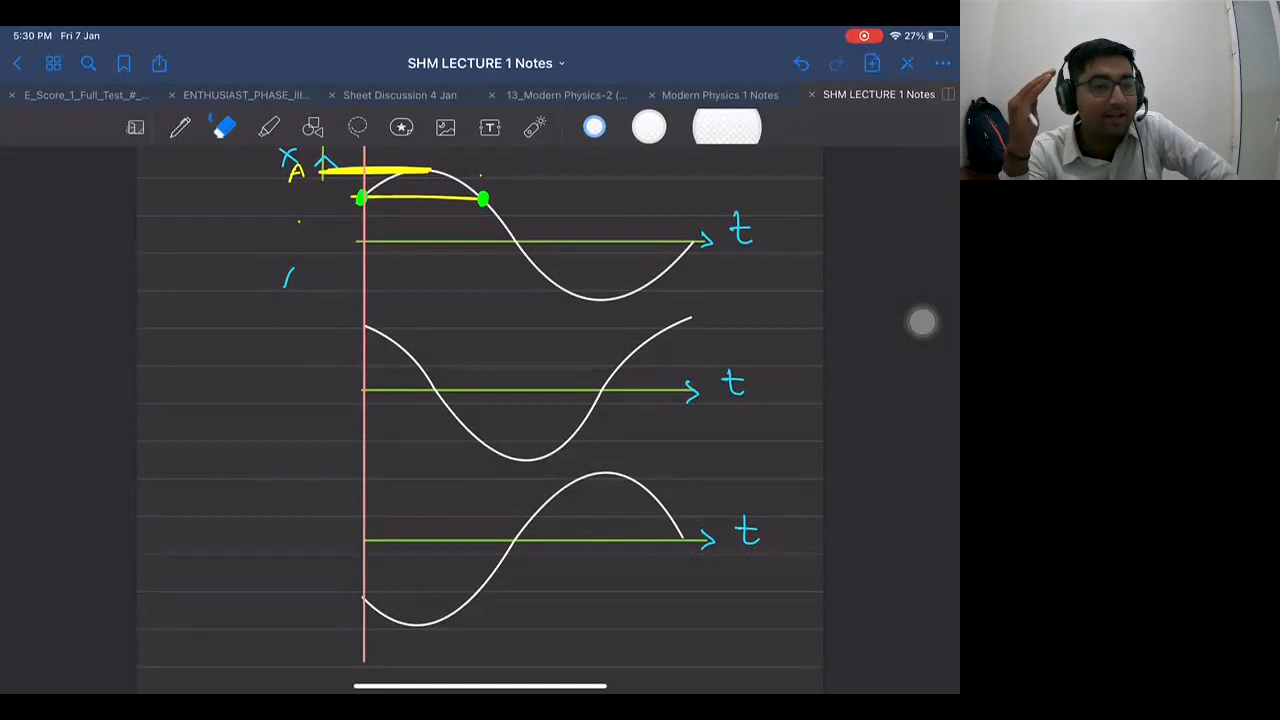 5:30 PM Fri 7 Jan
27%
SHM LECTURE 1 Notes
E_Score_1_Full_Test_#_...
ENTHUSIAST_PHASE_III...
Sheet Discussion 4 Jan
13_Modern Physics-2 (...
Modern Physics 1 Notes
SHM LECTURE 1 Notes
x
A
t
t
t